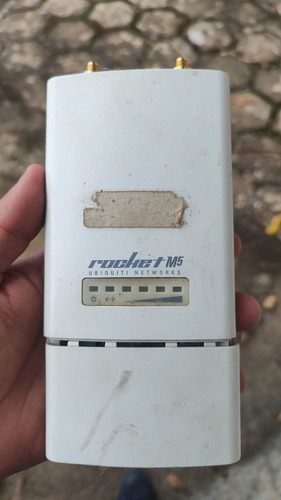 rocket M5
UBIQUITI NETWORKS